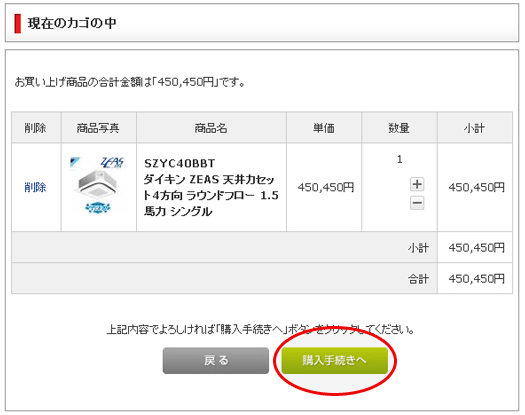 現在のカゴの中
お買い上げ商品の合計金額は「450,450円」です。
削除 商品写真 商品名 単価 数量 小計
削除 ZEAS SZYC40BBT
ダイキン ZEAS 天井カセッ
ト4方向 ラウンドフロー 1.5
馬力 シングル 450,450円 1 450,450円
小計 450,450円
合計 450,450円
上記内容でよろしければ「購入手続きへ」ボタンをクリックしてください。
戻る 購入手続きへ